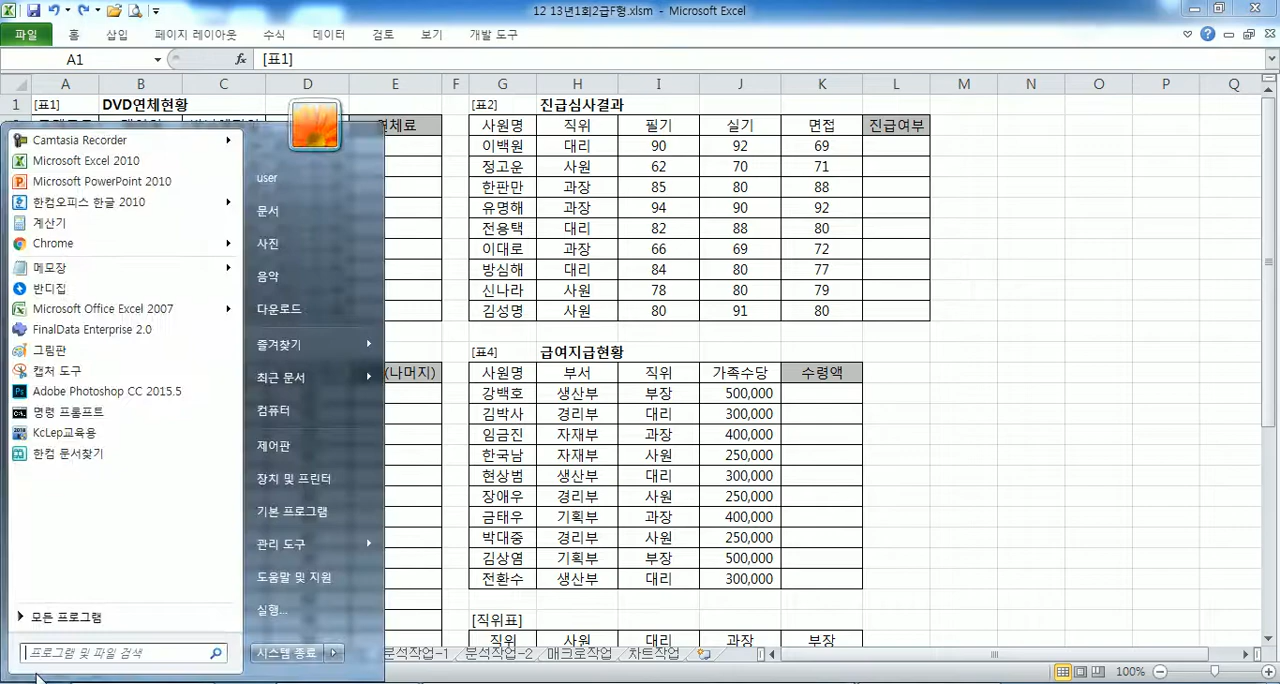 12 13년1회2급F형.xlsm - Microsoft Excel
파일 홈 삽입 페이지 레이아웃 수식 데이터 검토 보기 개발 도구
A1 fx [표1]
A B C D E F G H I J K L M N O P Q
1 [표1] DVD연체현황 [표2] 진급심사결과
연체료 사원명 직위 필기 실기 면접 진급여부
이백원 대리 90 92 69
정고운 사원 62 70 71
한판만 과장 85 80 88
유명해 과장 94 90 92
전용택 대리 82 88 80
이대로 과장 66 69 72
방심해 대리 84 80 77
신나라 사원 78 80 79
김성명 사원 80 91 80
[표4] 급여지급현황
(나머지) 사원명 부서 직위 가족수당 수령액
강백호 생산부 부장 500,000
김박사 경리부 대리 300,000
임금진 자재부 과장 400,000
한국남 자재부 사원 250,000
현상범 생산부 대리 300,000
장애우 경리부 사원 250,000
금태우 기획부 과장 400,000
박대중 경리부 사원 250,000
김상염 기획부 부장 500,000
전환수 생산부 대리 300,000
[직위표]
직위 사원 대리 과장 부장
Camtasia Recorder
Microsoft Excel 2010
Microsoft PowerPoint 2010
한컴오피스 한글 2010
계산기
Chrome
메모장
반디집
Microsoft Office Excel 2007
FinalData Enterprise 2.0
그림판
캡처 도구
Adobe Photoshop CC 2015.5
명령 프롬프트
KcLep교육용
한컴 문서찾기
모든 프로그램
프로그램 및 파일 검색
user
문서
사진
음악
다운로드
즐겨찾기
최근 문서
컴퓨터
제어판
장치 및 프린터
기본 프로그램
관리 도구
도움말 및 지원
실행...
시스템 종료
분석작업-1 분석작업-2 매크로작업 차트작업
100%